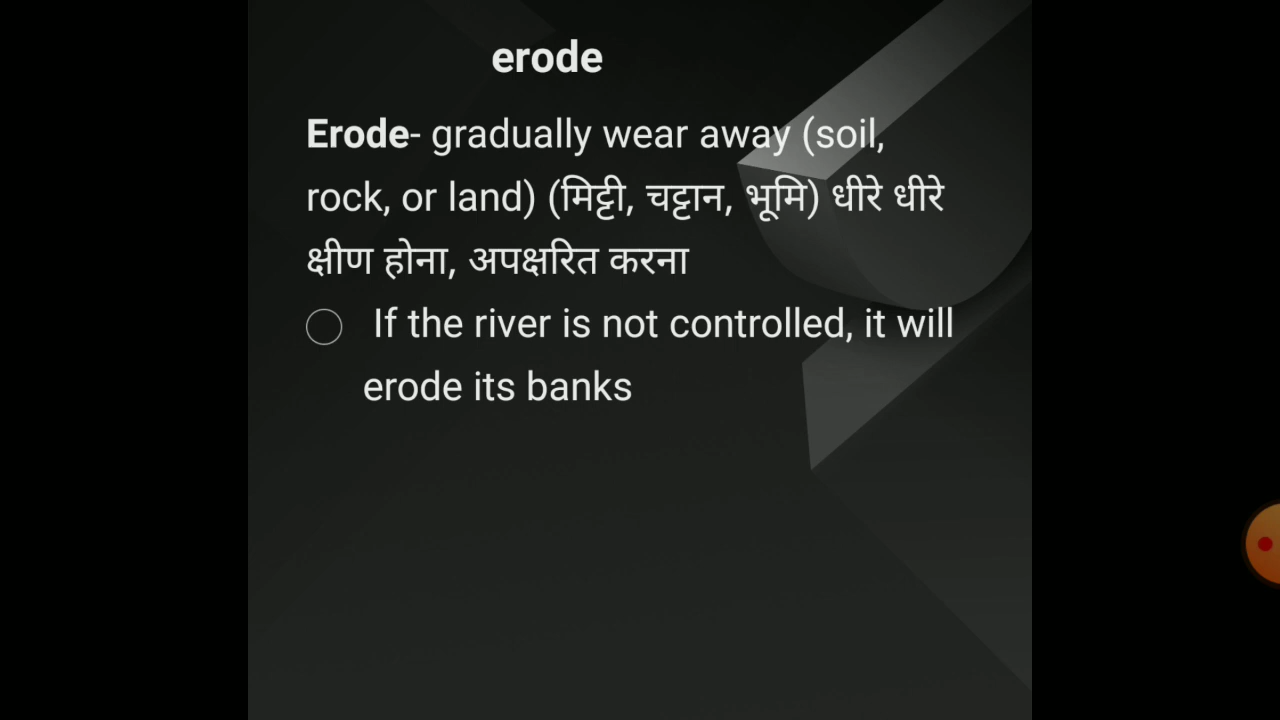 erode
Erode- gradually wear away (soil,
rock, or land) (मिट्टी, चट्टान, भूमि) धीरे धीरे
क्षीण होना, अपक्षरित करना
If the river is not controlled, it will
erode its banks